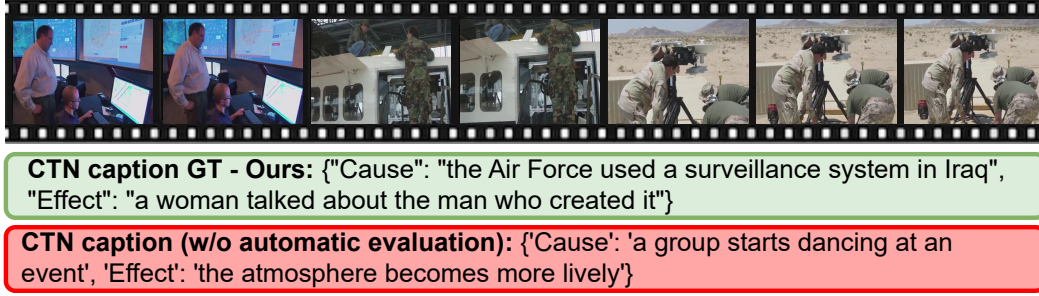 CTN caption GT - Ours: {"Cause": "the Air Force used a surveillance system in Iraq",
"Effect": "a woman talked about the man who created it"}
CTN caption (w/o automatic evaluation): {'Cause': 'a group starts dancing at an
event', 'Effect': 'the atmosphere becomes more lively'}